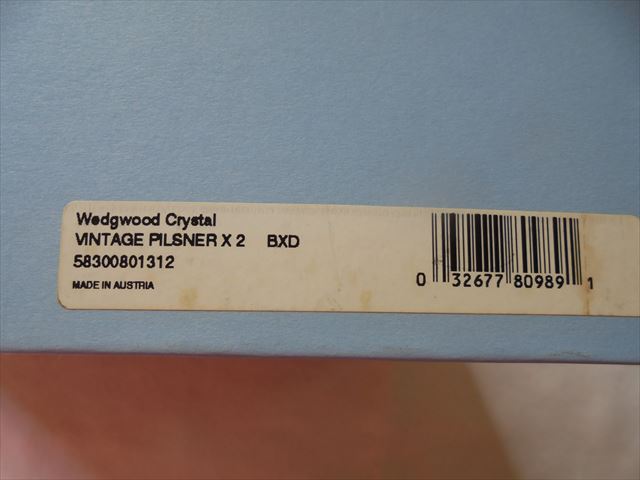 Wedgwood Crystal
VINTAGE PILSNER X 2 BXD
58300801312
MADE IN AUSTRIA
0 32677 80989 1